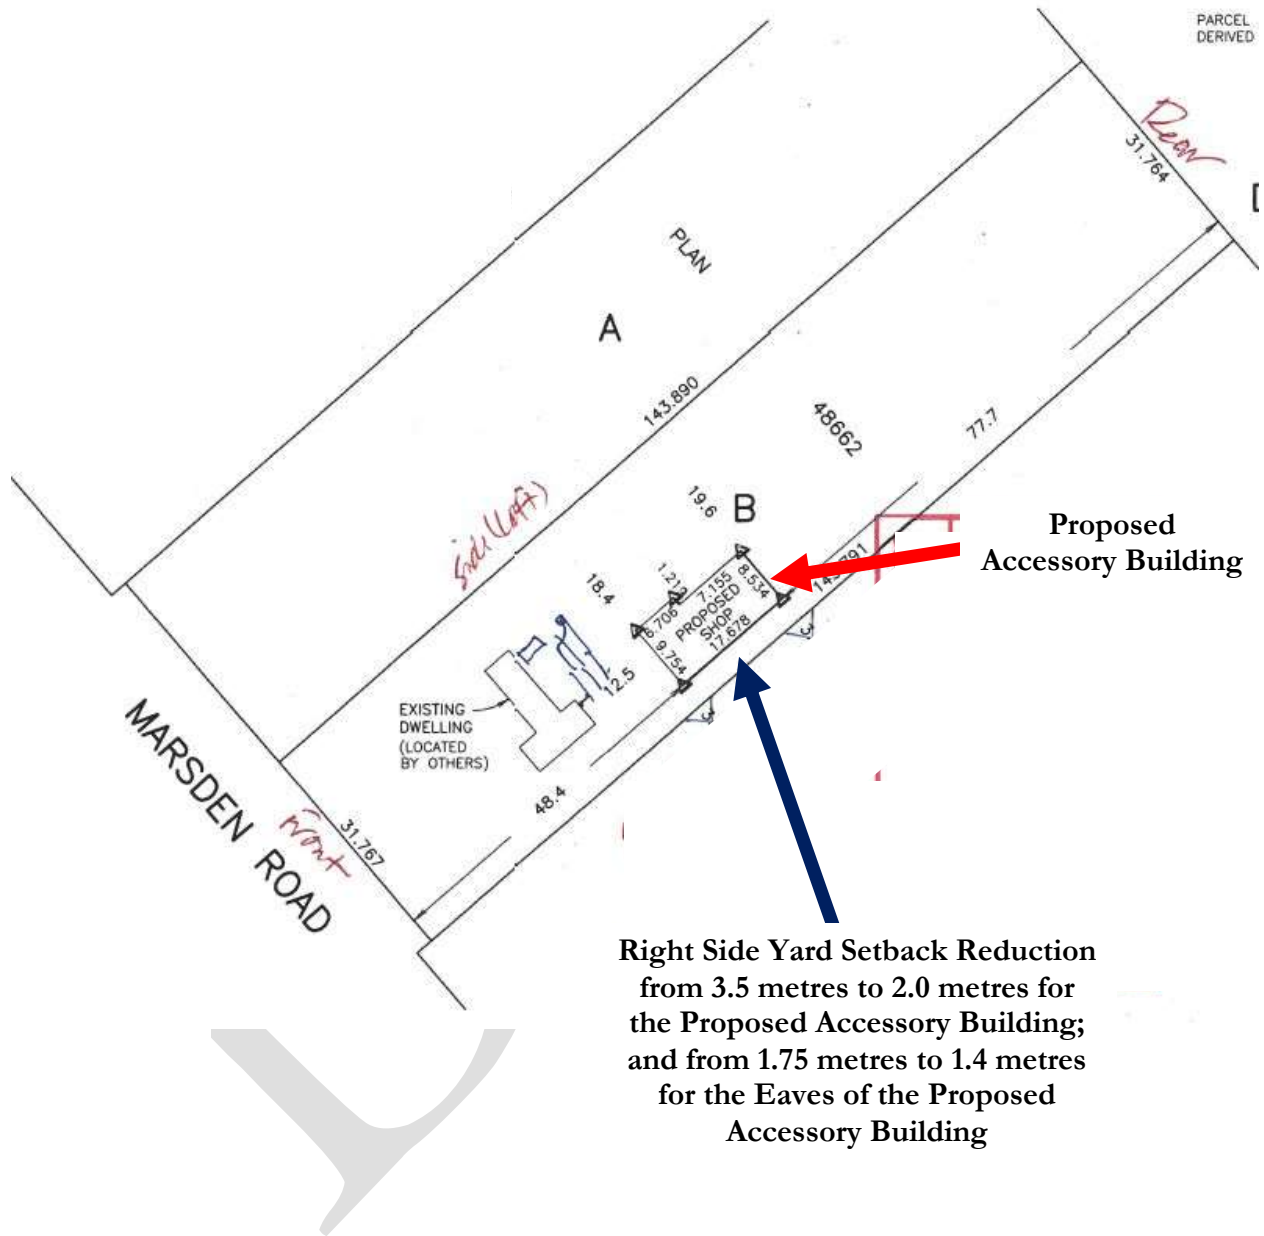 PARCEL
DERIVED
Rear
31.764
D
PLAN
A
143.890
48662
77.7
side (left)
19.6
B
Proposed
Accessory Building
1.219
7.155
8.534
18.4
6.706
PROPOSED
SHOP
17.678
9.754
3
12.5
EXISTING
DWELLING
(LOCATED
BY OTHERS)
3
48.4
MARSDEN ROAD
Front
31.767
Right Side Yard Setback Reduction
from 3.5 metres to 2.0 metres for
the Proposed Accessory Building;
and from 1.75 metres to 1.4 metres
for the Eaves of the Proposed
Accessory Building